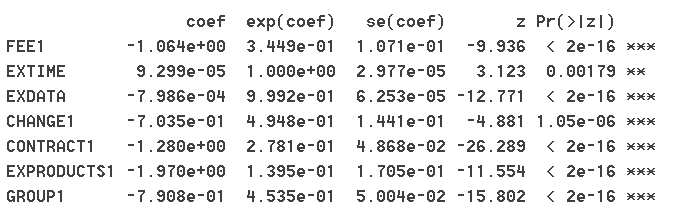 coef exp(coef) se(coef) z Pr(>|z|)
FEE1 -1.064e+00 3.449e-01 1.071e-01 -9.936 < 2e-16 ***
EXTIME 9.299e-05 1.000e+00 2.977e-05 3.123 0.00179 **
EXDATA -7.986e-04 9.992e-01 6.253e-05 -12.771 < 2e-16 ***
CHANGE1 -7.035e-01 4.948e-01 1.441e-01 -4.881 1.05e-06 ***
CONTRACT1 -1.280e+00 2.781e-01 4.868e-02 -26.289 < 2e-16 ***
EXPRODUCTS1 -1.970e+00 1.395e-01 1.705e-01 -11.554 < 2e-16 ***
GROUP1 -7.908e-01 4.535e-01 5.004e-02 -15.802 < 2e-16 ***